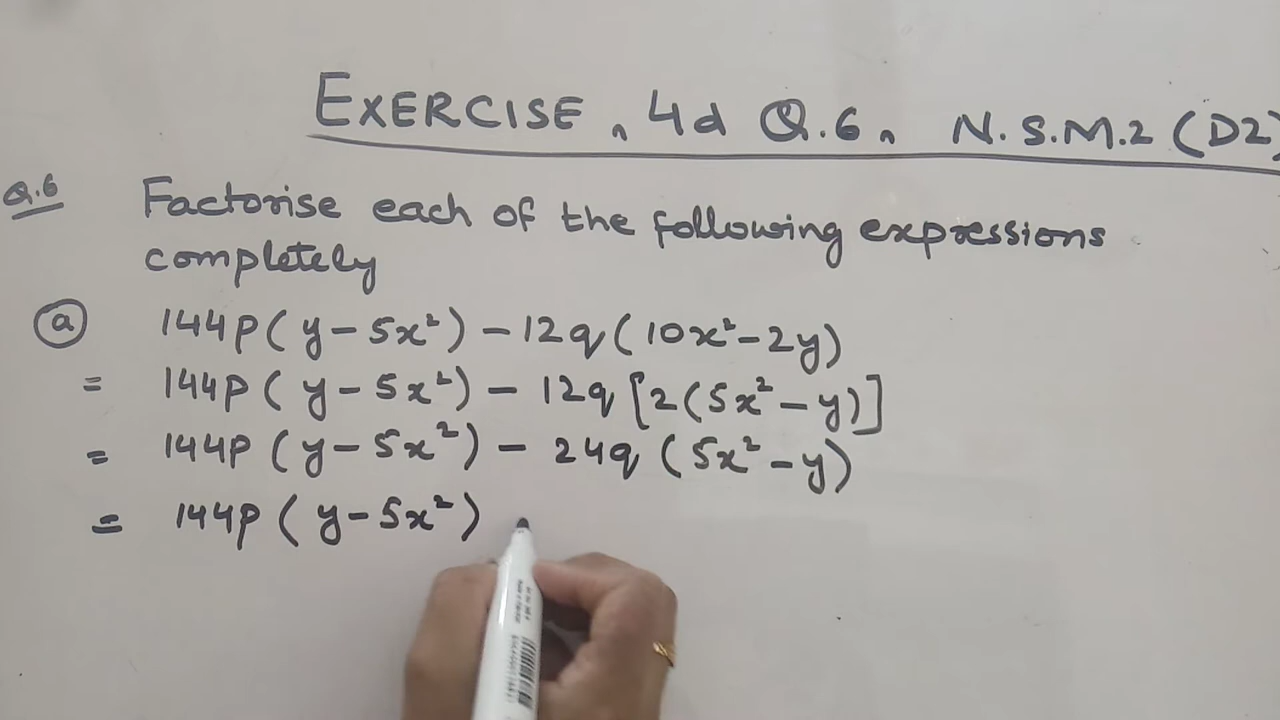 EXERCISE. 4d Q.6. N.S.M.2 (D2)
Q.6 Factorise each of the following expressions
completely
(a) 144p(y-5x²) - 12q(10x²-2y)
= 144p(y-5x²) - 12q[2(5x²-y)]
= 144p(y-5x²) - 24q(5x²-y)
= 144p(y-5x²)